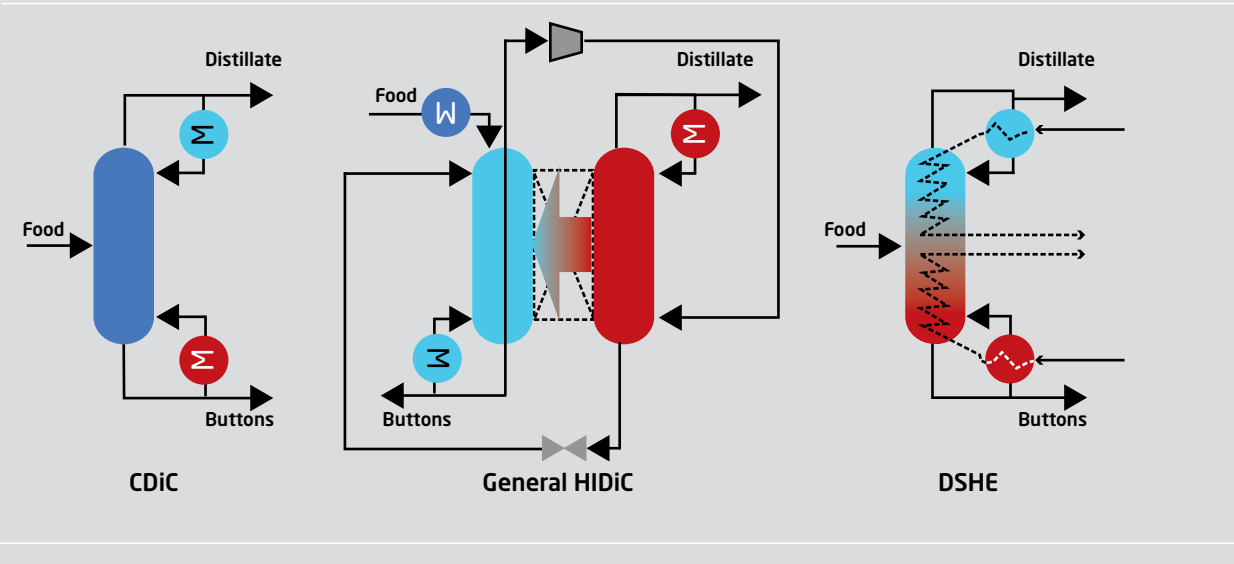 Distillate
Food
Buttons
CDiC
Food
Distillate
Buttons
General HIDiC
Distillate
Food
Buttons
DSHE